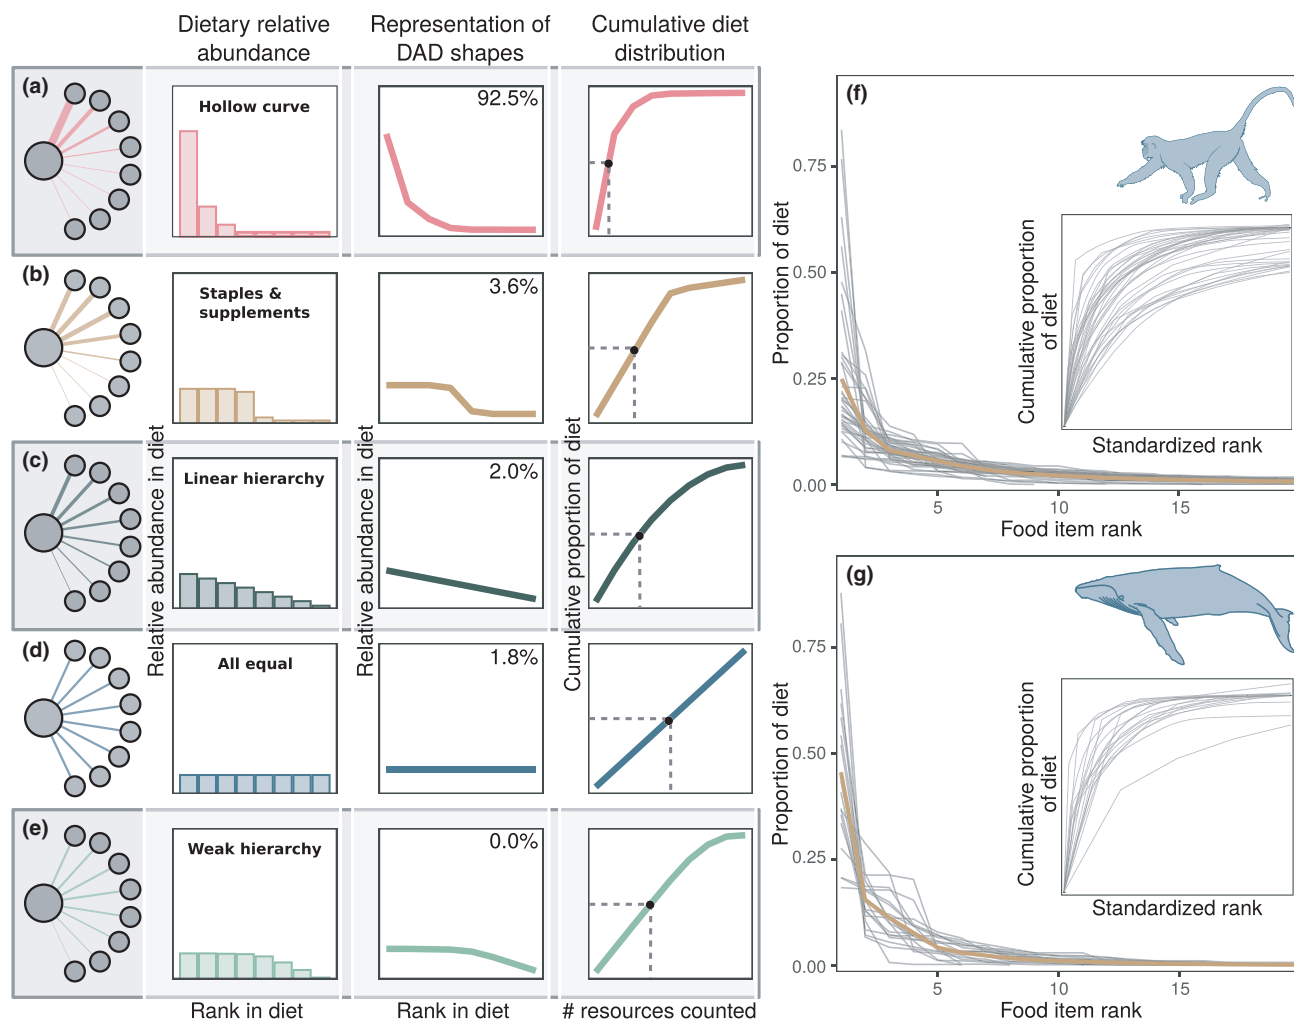 Dietary relative
abundance
Representation of
DAD shapes
Cumulative diet
distribution
(a)
Hollow curve
92.5%
(b)
Staples &
supplements
3.6%
(c)
Linear hierarchy
2.0%
(d)
All equal
1.8%
(e)
Weak hierarchy
0.0%
Relative abundance in diet
Relative abundance in diet
Cumulative proportion of diet
Rank in diet
Rank in diet
# resources counted
(f)
Proportion of diet
0.75
0.50
0.25
0.00
5
10
15
Food item rank
Cumulative proportion
of diet
Standardized rank
(g)
Proportion of diet
0.75
0.50
0.25
0.00
5
10
15
Food item rank
Cumulative proportion
of diet
Standardized rank